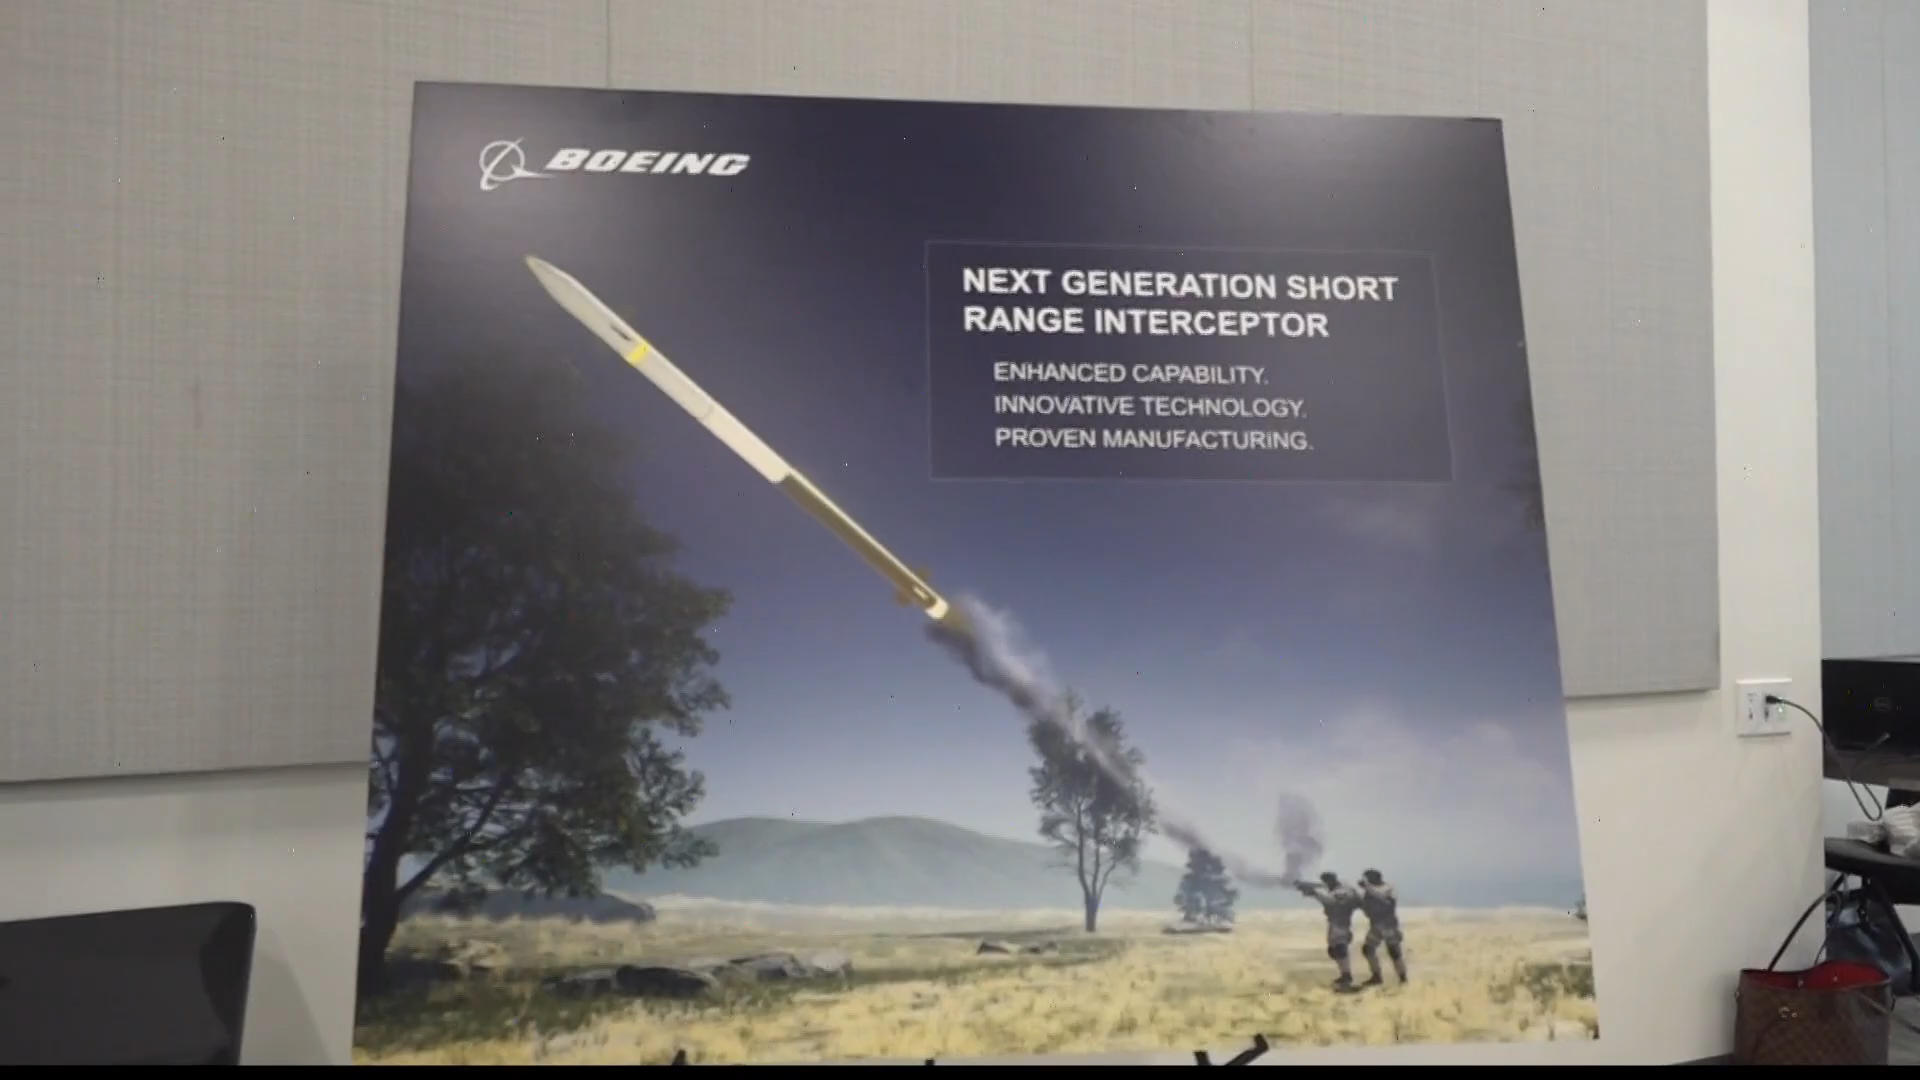 BOEING
NEXT GENERATION SHORT
RANGE INTERCEPTOR
ENHANCED CAPABILITY.
INNOVATIVE TECHNOLOGY.
PROVEN MANUFACTURING.